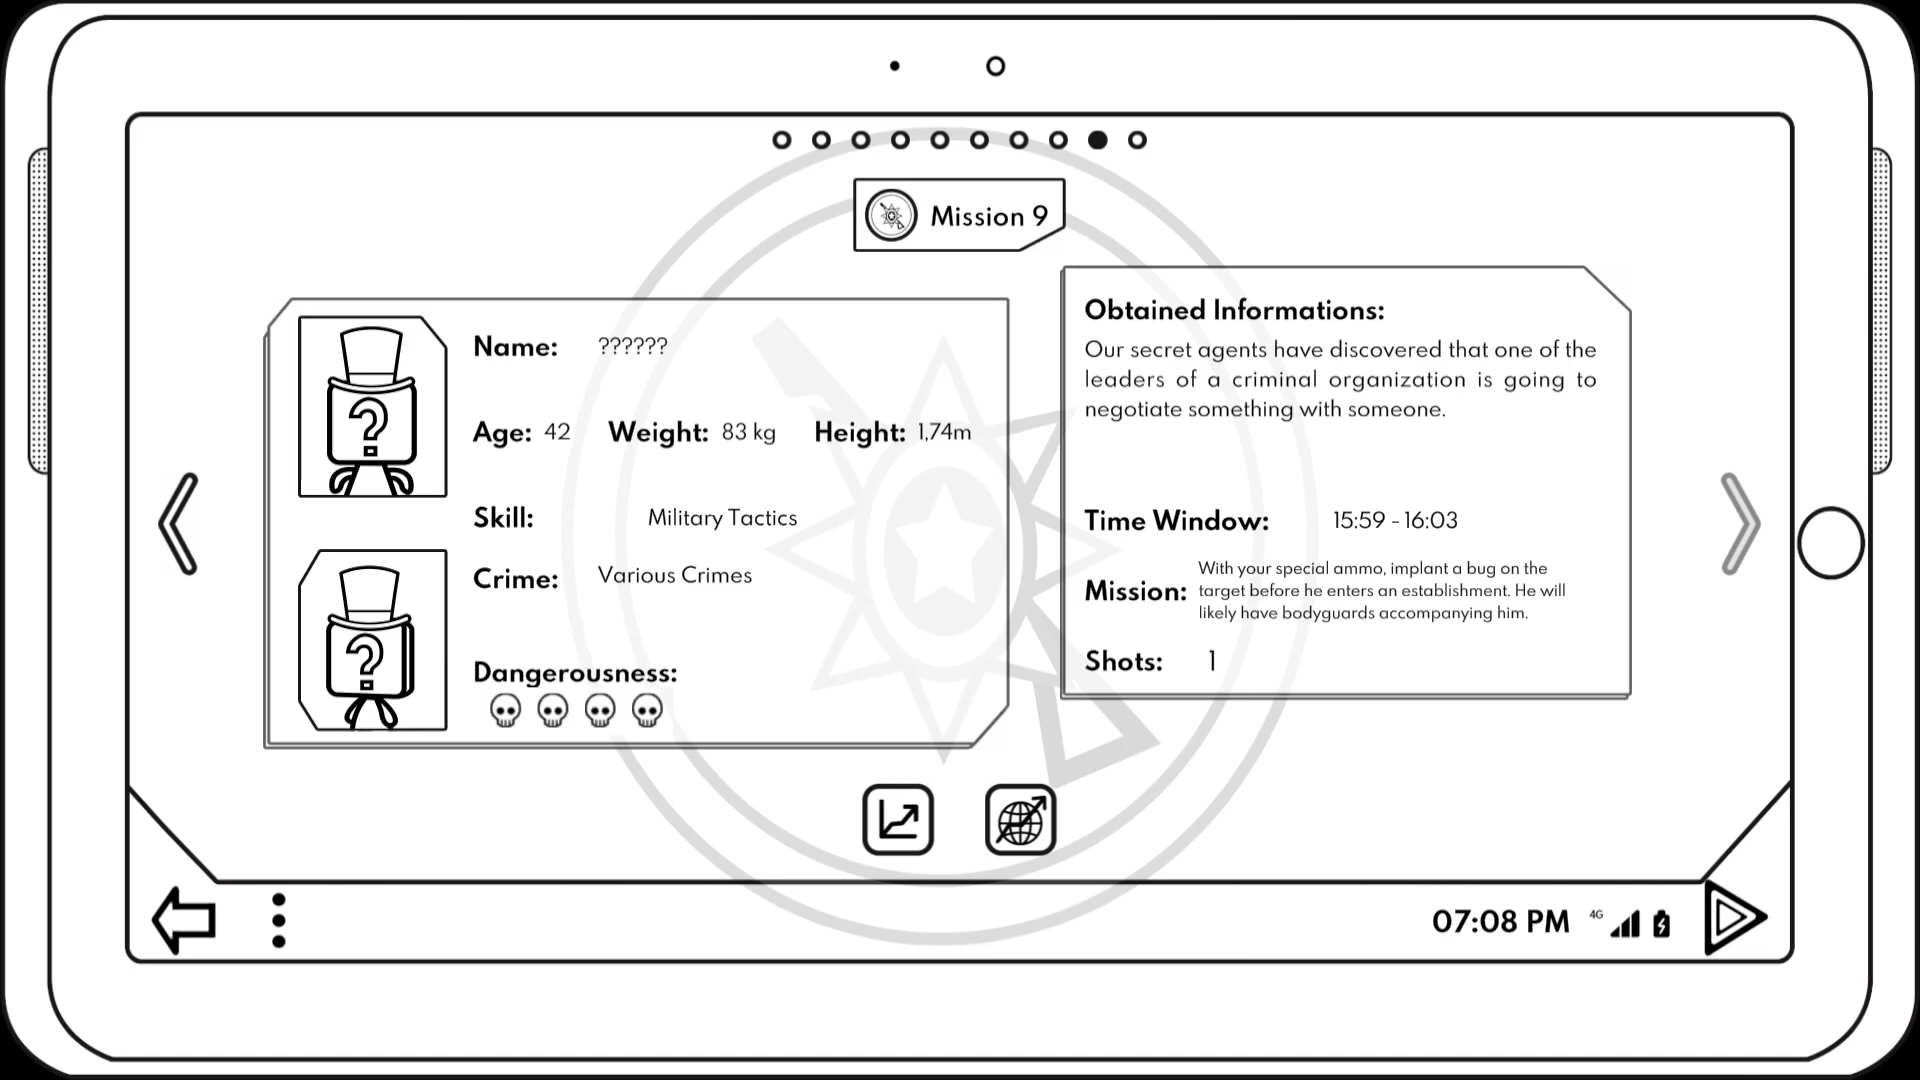 Mission 9
Name: ??????
Age: 42 Weight: 83 kg Height: 1,74m
Skill: Military Tactics
Crime: Various Crimes
Dangerousness:
?
?
Obtained Informations:
Our secret agents have discovered that one of the
leaders of a criminal organization is going to
negotiate something with someone.
Time Window: 15:59 - 16:03
Mission: With your special ammo, implant a bug on the
target before he enters an establishment. He will
likely have bodyguards accompanying him.
Shots: 1
07:08 PM 4G